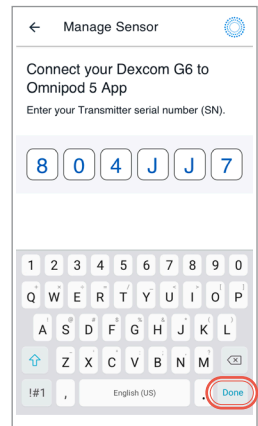 ← Manage Sensor
Connect your Dexcom G6 to
Omnipod 5 App
Enter your Transmitter serial number (SN).
8 0 4 J J 7
1 2 3 4 5 6 7 8 9 0
Q W E R T Y U I O P
A S D F G H J K L
Z X C V B N M
!#1 , English (US) . Done